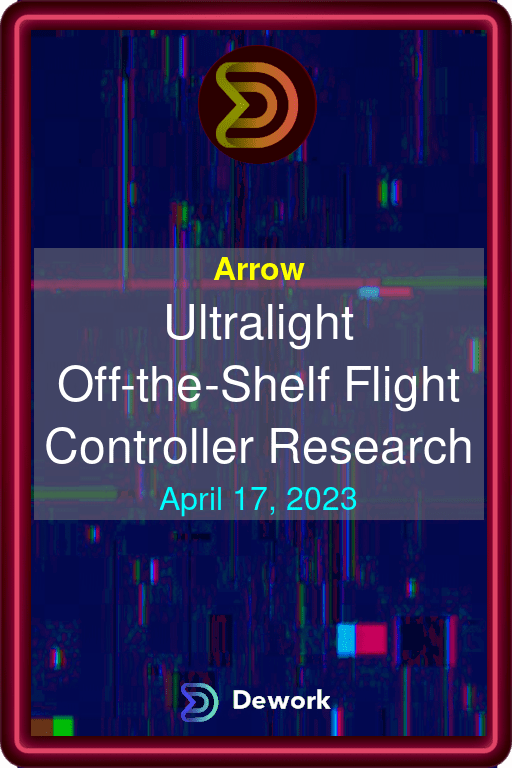 Arrow
Ultralight
Off-the-Shelf Flight
Controller Research
April 17, 2023
Dework